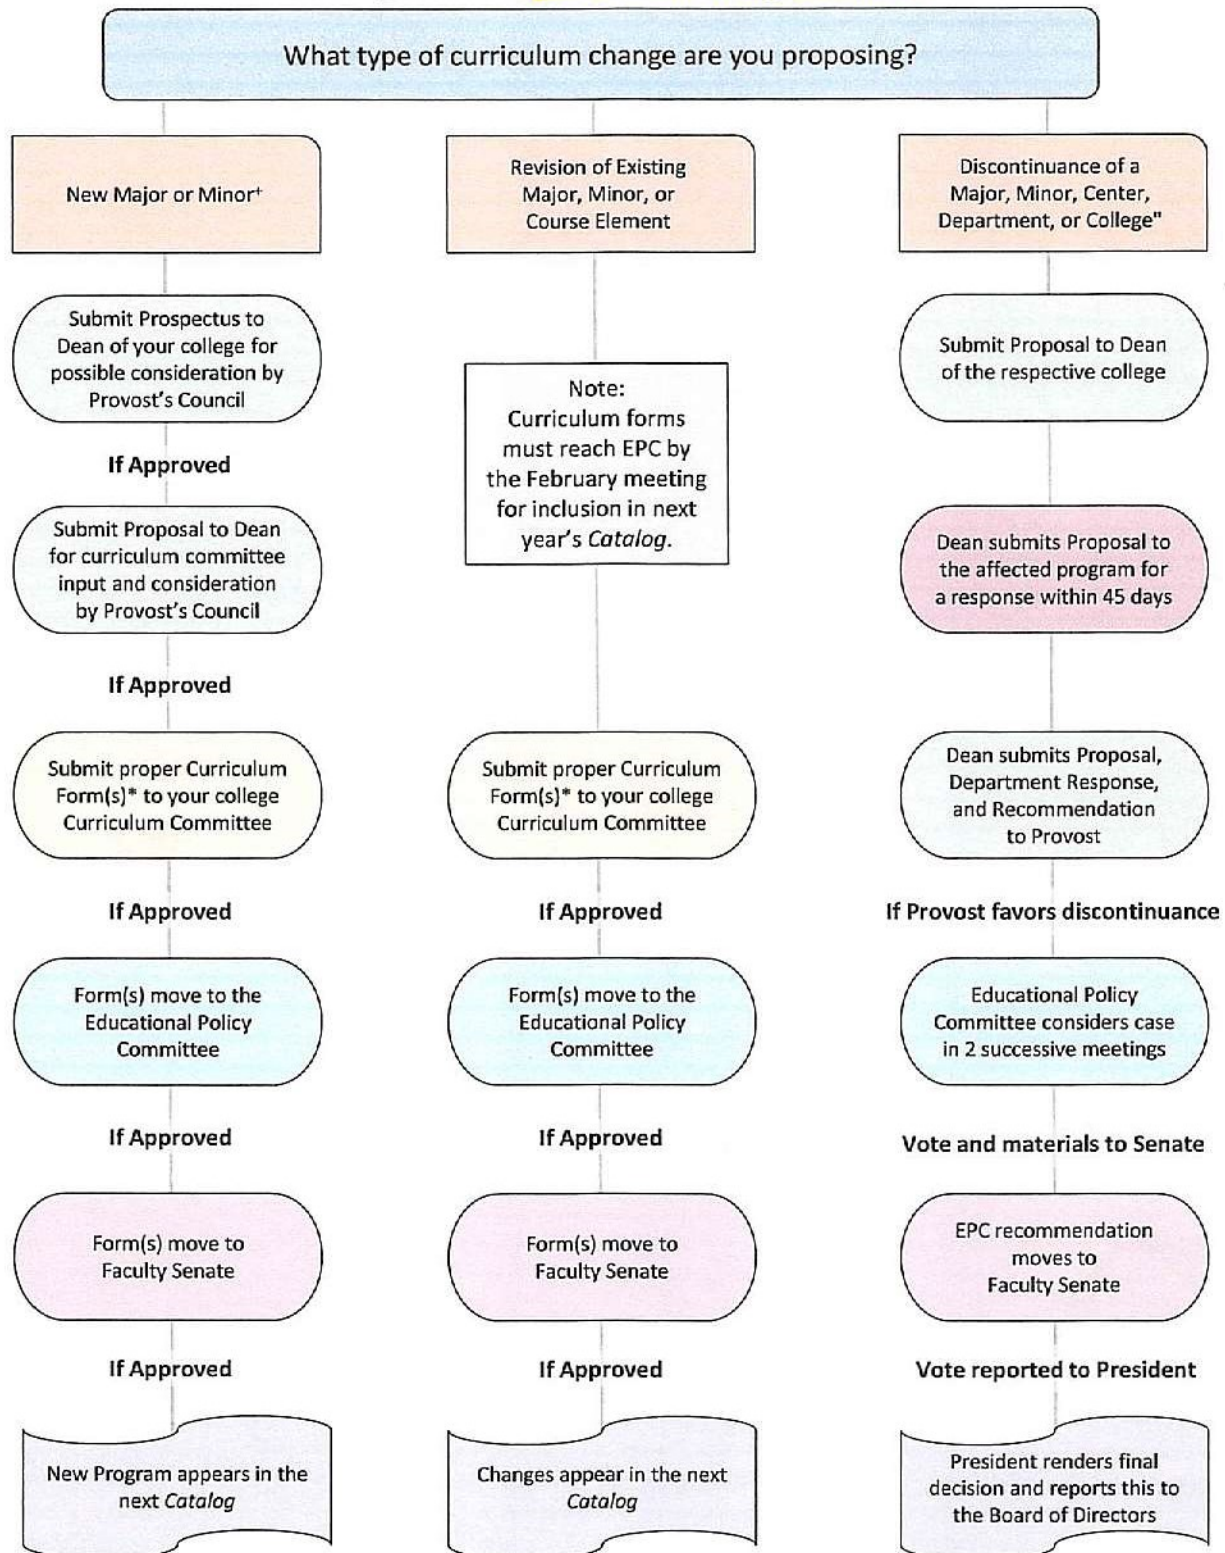 What type of curriculum change are you proposing?
New Major or Minor⁺
Submit Prospectus to
Dean of your college for
possible consideration by
Provost's Council
If Approved
Submit Proposal to Dean
for curriculum committee
input and consideration
by Provost's Council
If Approved
Submit proper Curriculum
Form(s)* to your college
Curriculum Committee
If Approved
Form(s) move to the
Educational Policy
Committee
If Approved
Form(s) move to
Faculty Senate
If Approved
New Program appears in the
next Catalog
Revision of Existing
Major, Minor, or
Course Element
Note:
Curriculum forms
must reach EPC by
the February meeting
for inclusion in next
year's Catalog.
Submit proper Curriculum
Form(s)* to your college
Curriculum Committee
If Approved
Form(s) move to the
Educational Policy
Committee
If Approved
Form(s) move to
Faculty Senate
If Approved
Changes appear in the next
Catalog
Discontinuance of a
Major, Minor, Center,
Department, or College"
Submit Proposal to Dean
of the respective college
Dean submits Proposal to
the affected program for
a response within 45 days
Dean submits Proposal,
Department Response,
and Recommendation
to Provost
If Provost favors discontinuance
Educational Policy
Committee considers case
in 2 successive meetings
Vote and materials to Senate
EPC recommendation
moves to
Faculty Senate
Vote reported to President
President renders final
decision and reports this to
the Board of Directors